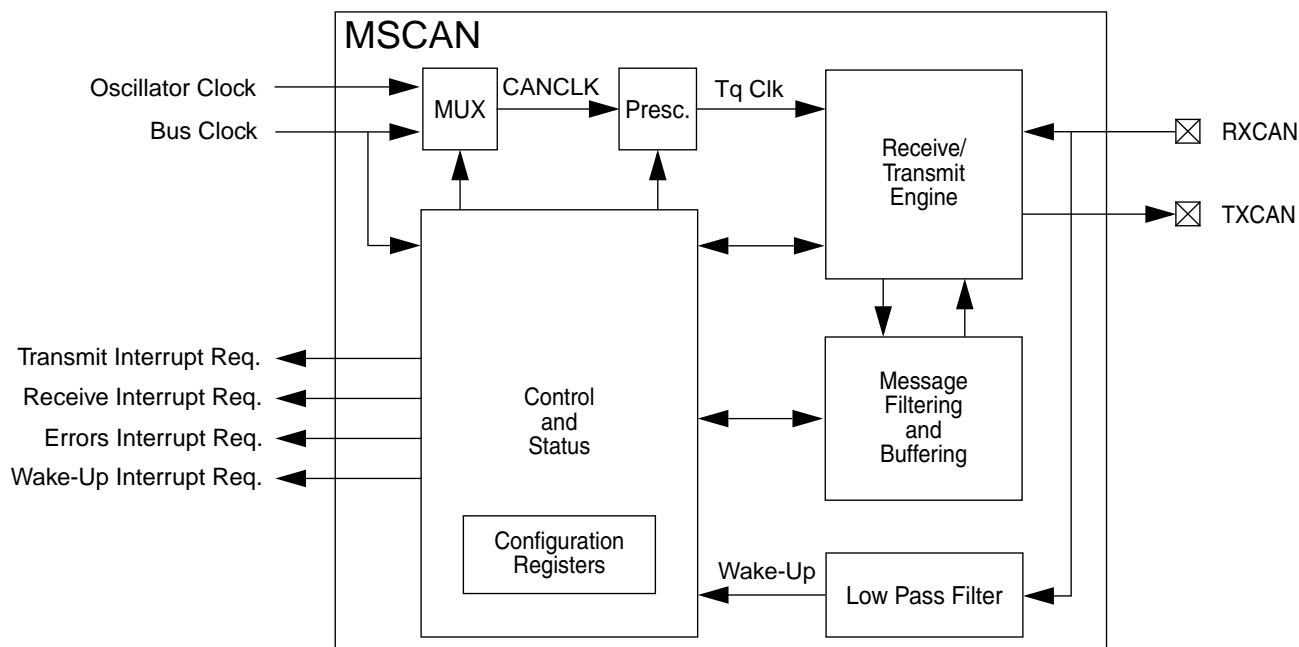 MSCAN
Oscillator Clock
Bus Clock
MUX
CANCLK
Presc.
Tq Clk
Receive/
Transmit
Engine
RXCAN
TXCAN
Transmit Interrupt Req.
Receive Interrupt Req.
Errors Interrupt Req.
Wake-Up Interrupt Req.
Control
and
Status
Message
Filtering
and
Buffering
Configuration
Registers
Wake-Up
Low Pass Filter